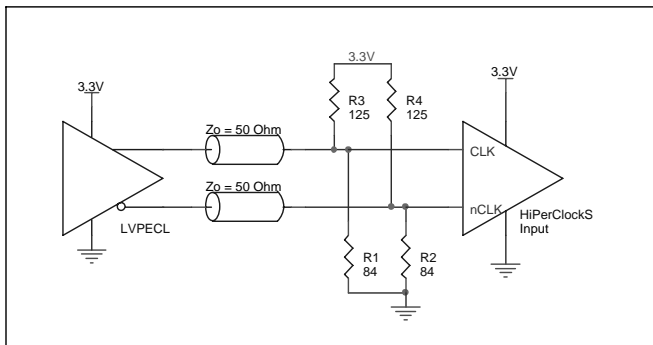 3.3V
3.3V
3.3V
R3
125
R4
125
Zo = 50 Ohm
CLK
Zo = 50 Ohm
nCLK
HiPerClockS
Input
LVPECL
R1
84
R2
84